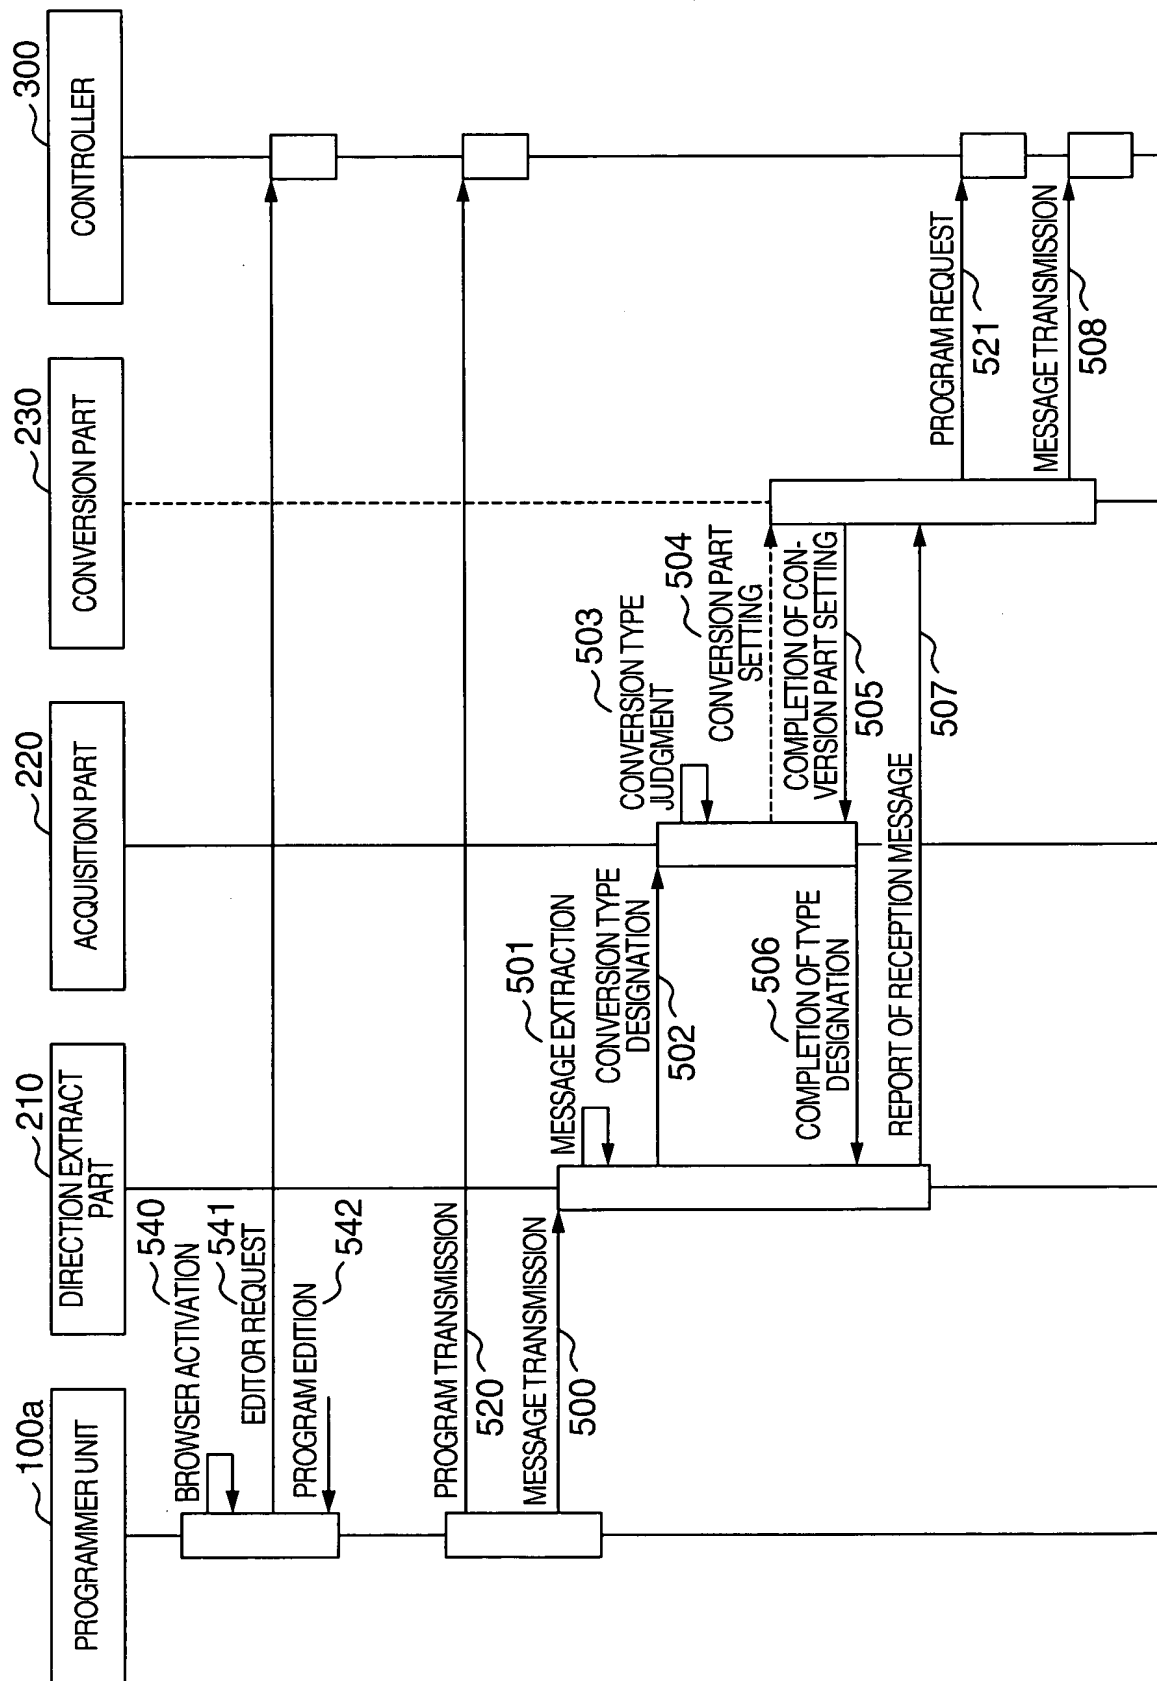 100a
PROGRAMMER UNIT
210
DIRECTION EXTRACT
PART
220
ACQUISITION PART
230
CONVERSION PART
300
CONTROLLER
BROWSER ACTIVATION
540
541
EDITOR REQUEST
PROGRAM EDITION
542
PROGRAM TRANSMISSION
520
MESSAGE TRANSMISSION
500
MESSAGE EXTRACTION
501
CONVERSION TYPE
DESIGNATION
502
CONVERSION TYPE
JUDGMENT
503
CONVERSION PART
SETTING
504
COMPLETION OF CON-
VERSION PART SETTING
505
COMPLETION OF TYPE
DESIGNATION
506
REPORT OF RECEPTION MESSAGE
507
PROGRAM REQUEST
521
MESSAGE TRANSMISSION
508